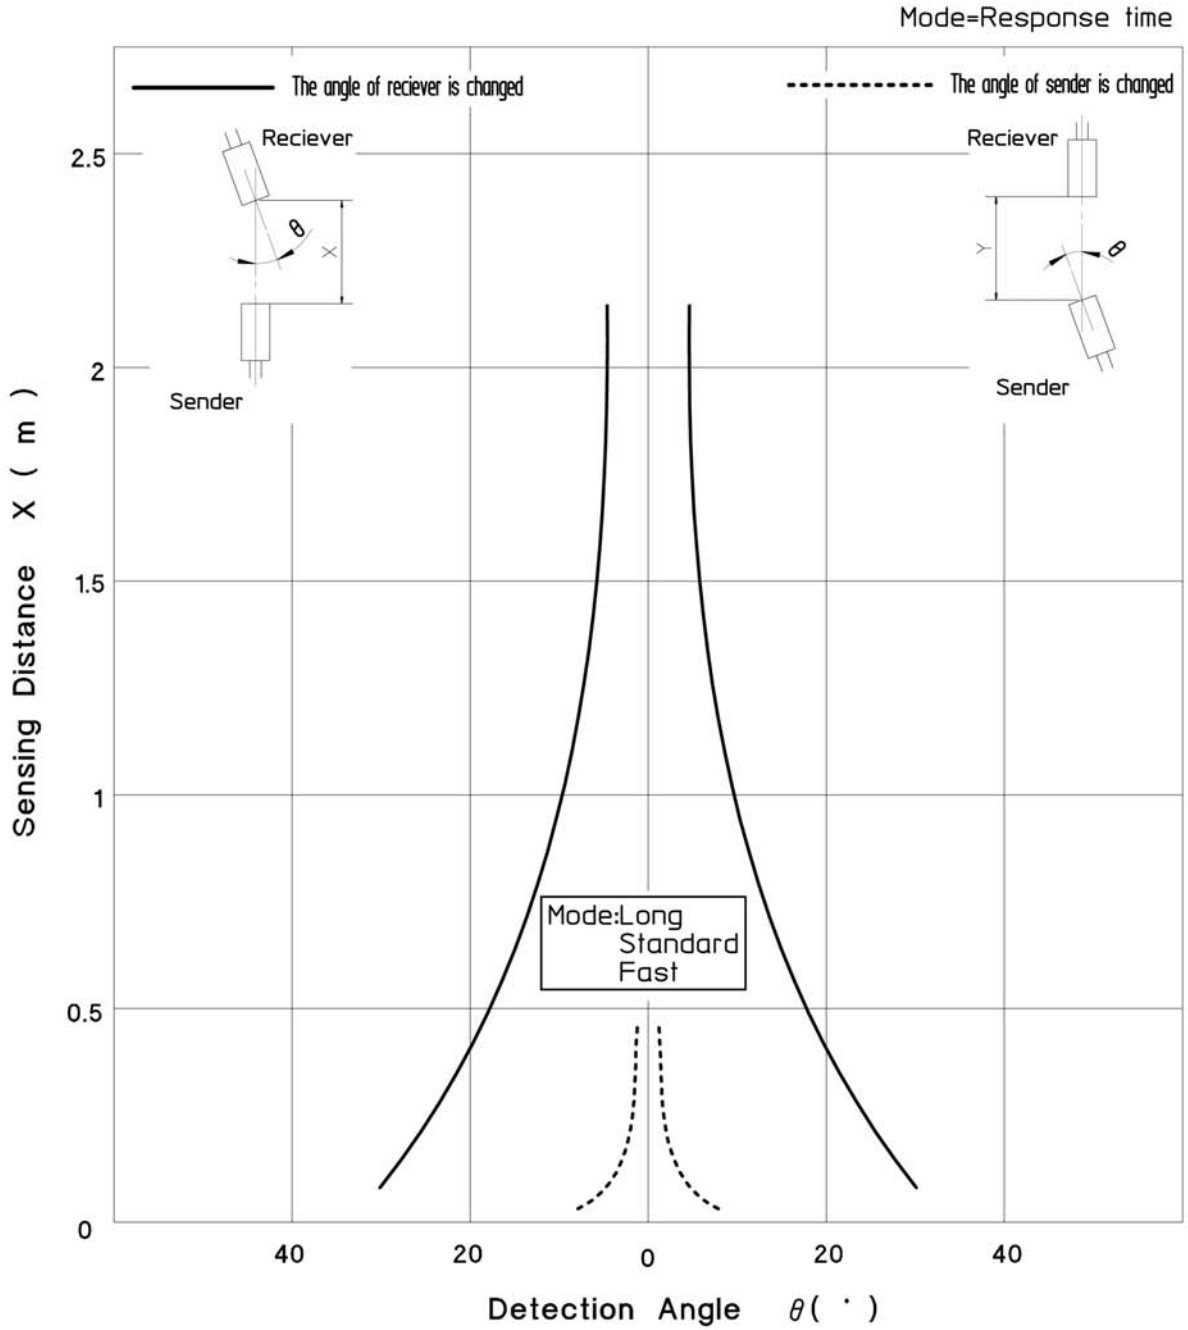 Mode=Response time
The angle of reciever is changed
The angle of sender is changed
Reciever
θ
X
Sender
Reciever
Y
θ
Sender
Sensing Distance X ( m )
2.5
2
1.5
1
0.5
0
Mode:Long
Standard
Fast
40
20
0
20
40
Detection Angle θ( ˚ )